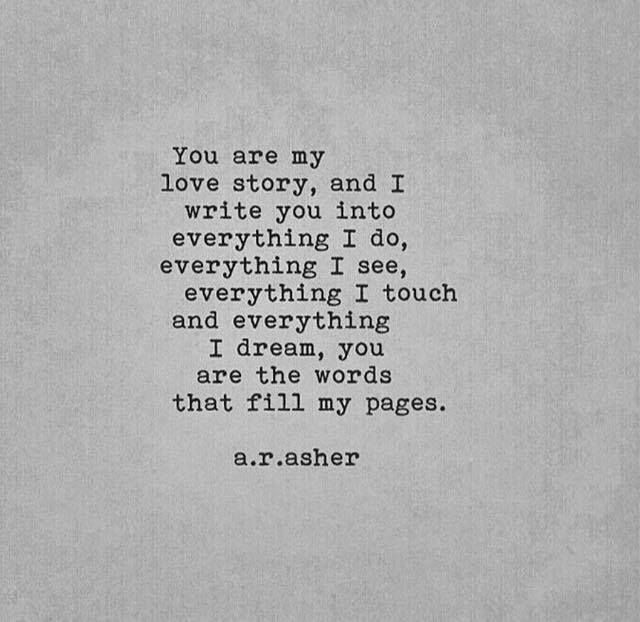 You are my
love story, and I
write you into
everything I do,
everything I see,
everything I touch
and everything
I dream, you
are the words
that fill my pages.
a.r.asher